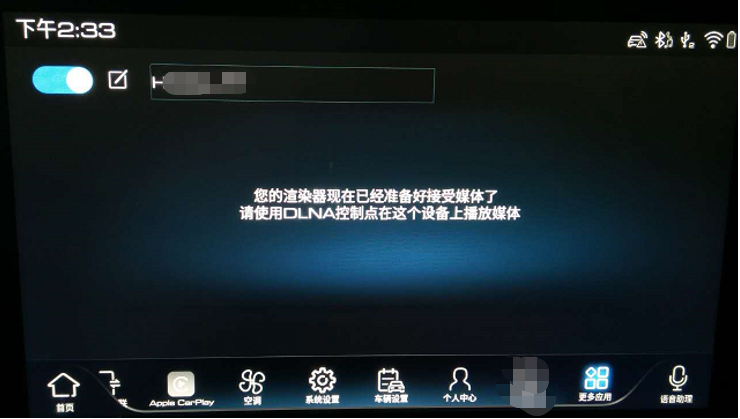 下午2:33
H
您的渲染器现在已经准备好接受媒体了
请使用DLNA控制点在这个设备上播放媒体
首页
联
Apple CarPlay
空调
系统设置
车辆设置
个人中心
更多应用
语音助理